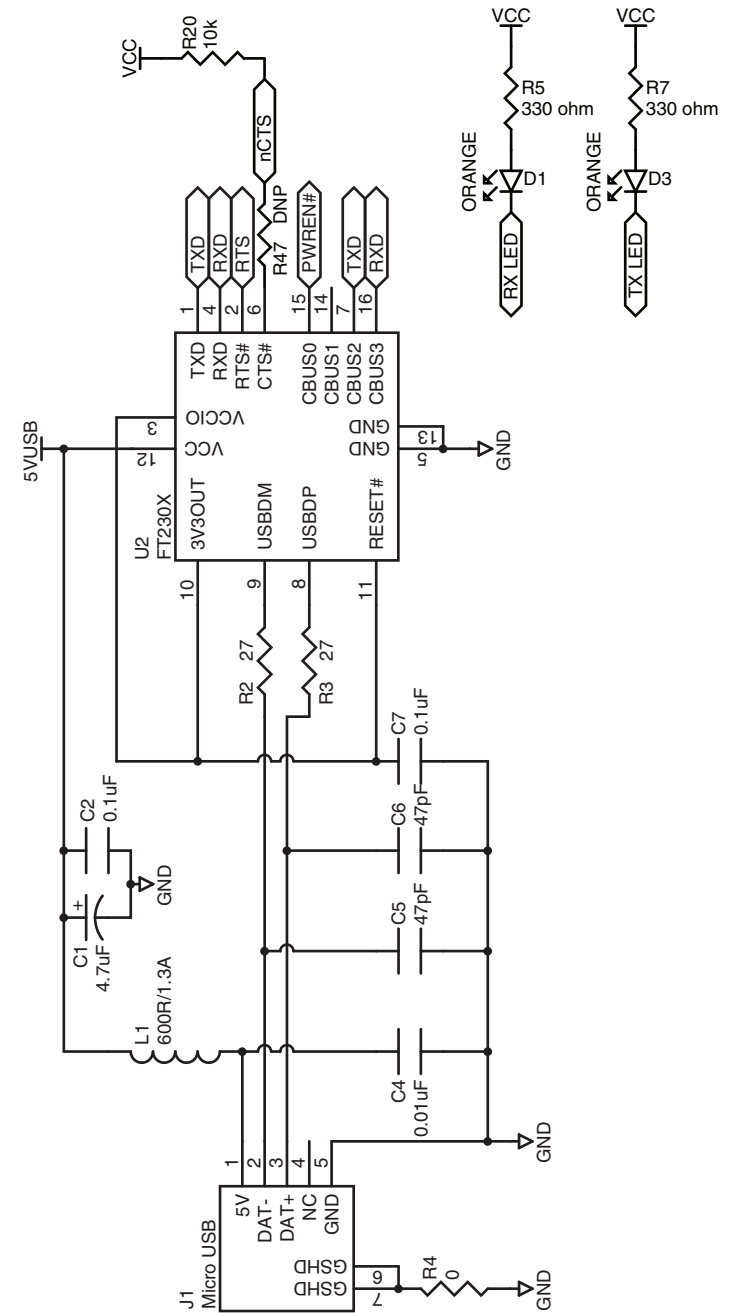 VCC
R20
10k
nCTS
DNP
R47
TXD
RXD
RTS
PWREN#
TXD
RXD
1
4
2
6
15
14
7
16
TXD
RXD
RTS#
CTS#
CBUS0
CBUS1
CBUS2
CBUS3
3
VCCIO
12
VCC
GND
13
GND
5
GND
5VUSB
U2
FT230X
3V3OUT
USBDM
USBDP
RESET#
10
9
8
11
R2
27
R3
27
C7
0.1uF
C6
47pF
C5
47pF
C4
0.01uF
C2
0.1uF
C1
+
4.7uF
GND
L1
600R/1.3A
J1
Micro USB
1
2
3
4
5
5V
DAT-
DAT+
NC
GND
GSHD
GSHD
6
7
R4
0
GND
GND
VCC
R5
330 ohm
ORANGE
D1
RX LED
VCC
R7
330 ohm
ORANGE
D3
TX LED